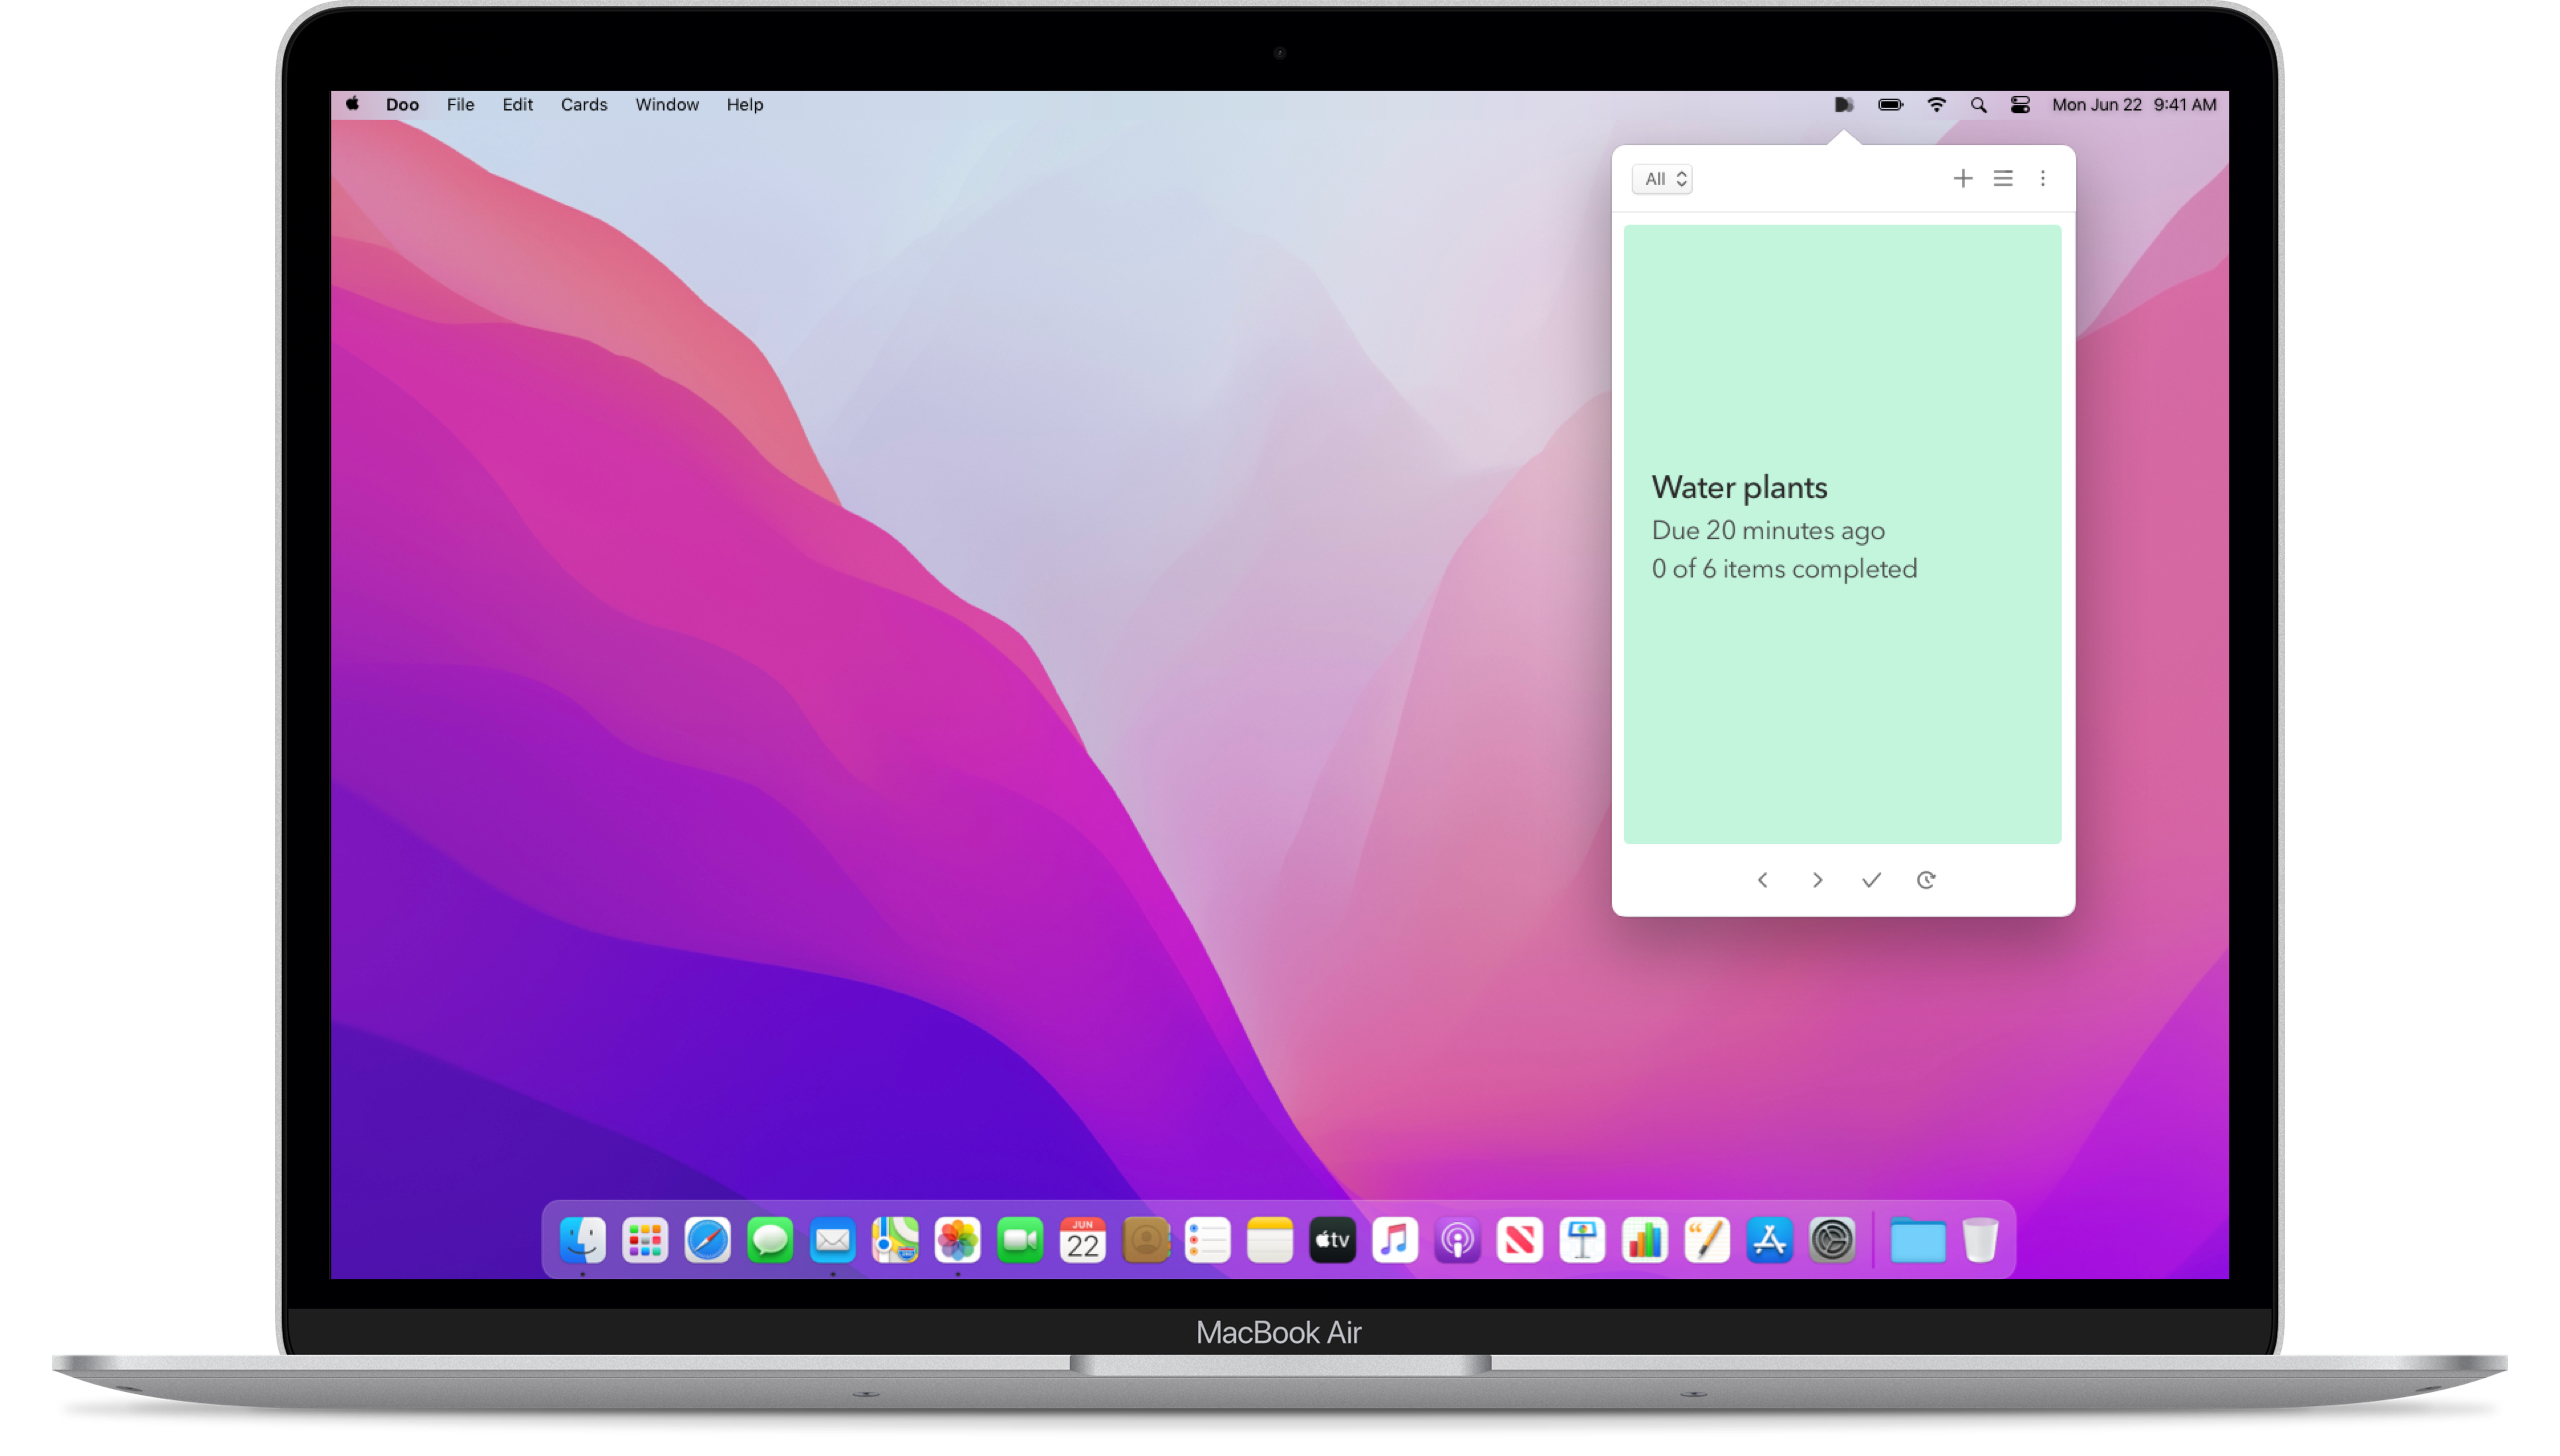 Doo File Edit Cards Window Help
Mon Jun 22 9:41 AM
All
Water plants
Due 20 minutes ago
0 of 6 items completed
JUN
22
tv
MacBook Air